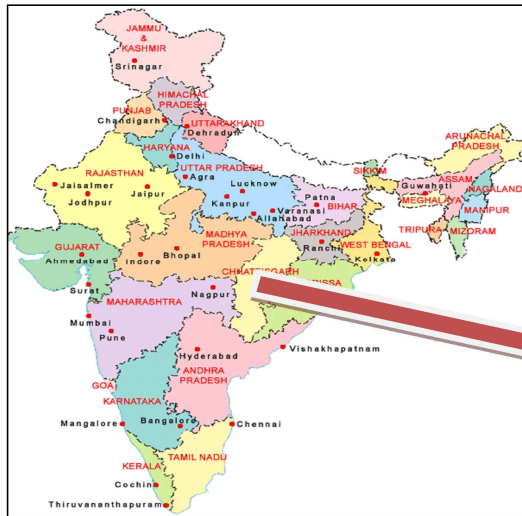 JAMMU
&
KASHMIR
Srinagar
HIMACHAL
PRADESH
PUNJAB
Chandigarh
UTTARAKHAND
Dehradun
HARYANA
Delhi
ARUNACHAL
PRADESH
RAJASTHAN
UTTAR PRADESH
Agra
SIKKIM
ASSAM
Jaisalmer
Jaipur
Lucknow
Guwahati
NAGALAND
Jodhpur
Kanpur
Patna
BIHAR
MEGHALAYA
Varanasi
Allahabad
MANIPUR
TRIPURA
MIZORAM
MADHYA
PRADESH
JHARKHAND
Ranchi
WEST BENGAL
Kolkata
GUJARAT
Ahmedabad
Indore
Bhopal
CHHATTISGARH
Surat
MAHARASHTRA
Nagpur
Mumbai
Pune
Hyderabad
Vishakhapatnam
ANDHRA
PRADESH
GOA
KARNATAKA
Mangalore
Bangalore
Chennai
KERALA
TAMIL NADU
Cochin
Thiruvananthapuram